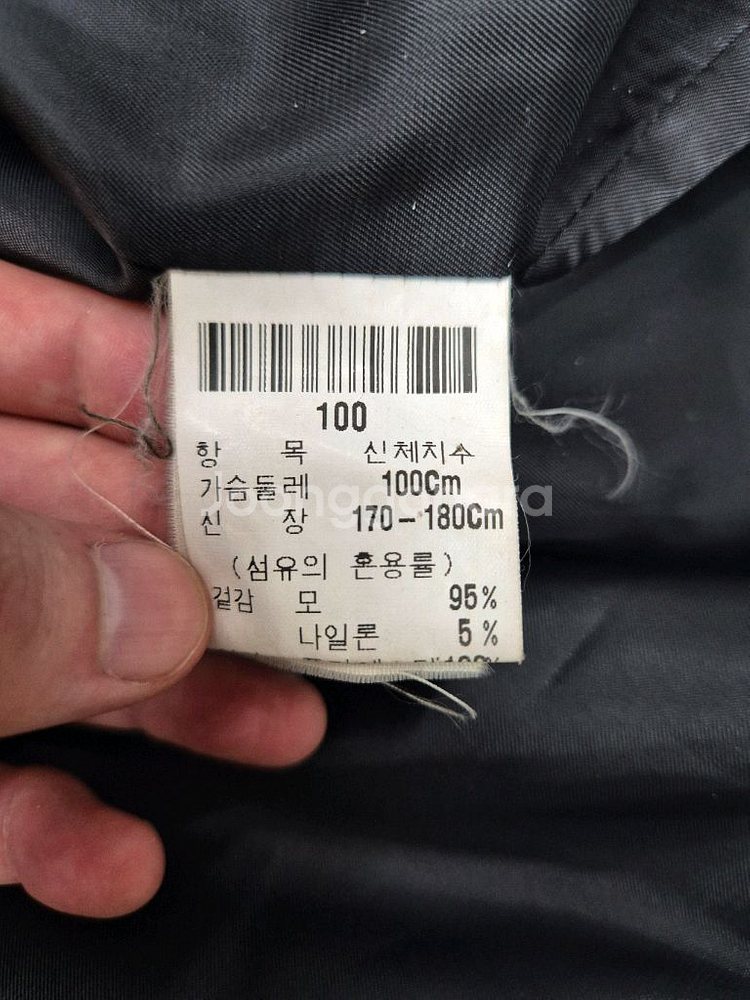 100
항 목 신체치수
가슴둘레 100Cm
신 장 170-180Cm
(섬유의 혼용률)
겉감 모 95%
나일론 5%
Joongonara